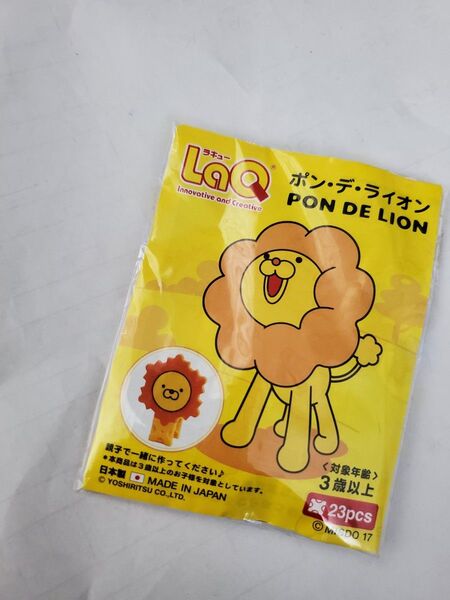 ラキュー
LaQ®
Innovative and Creative
ポン・デ・ライオン
PON DE LION
親子で一緒に作ってください♪
*本商品は3歳以上のお子様を対象としています。
日本製 MADE IN JAPAN
© YOSHIRITSU CO.,LTD.
<対象年齢>
3歳以上
23pcs
© MISDO 17